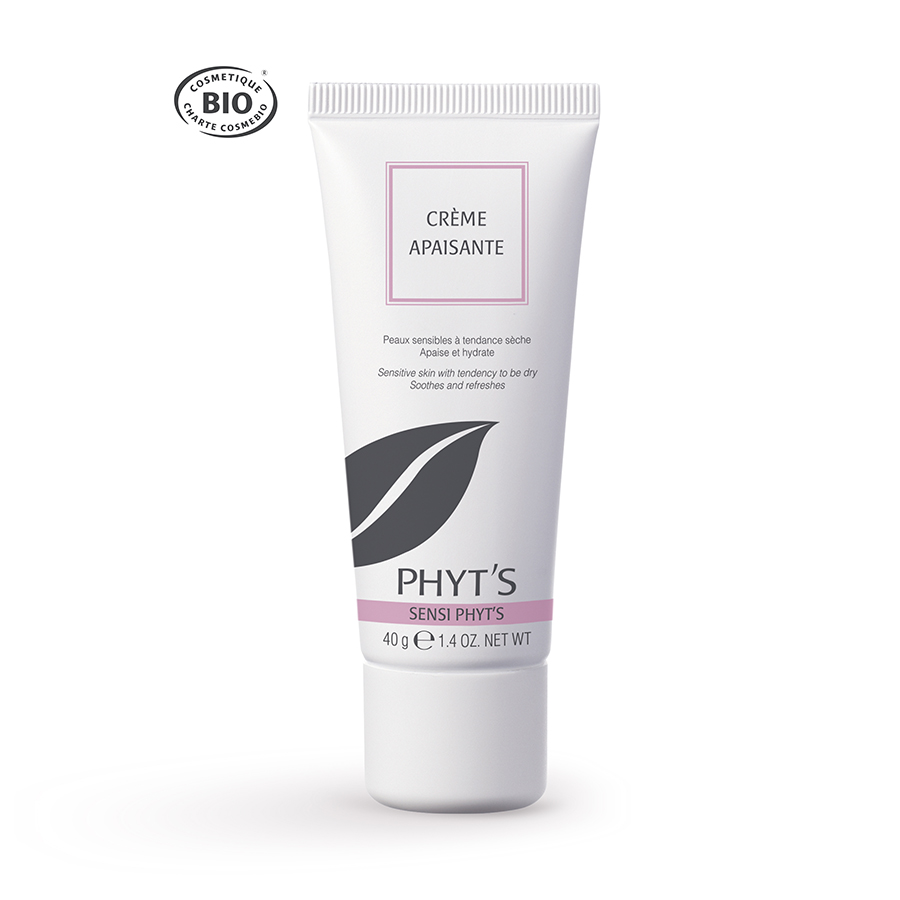 COSMETIQUE ®
BIO
CHARTE COSMEBIO
CRÈME
APAISANTE
Peaux sensibles à tendance sèche
Apaise et hydrate
Sensitive skin with tendency to be dry
Soothes and refreshes
PHYT'S
SENSI PHYT'S
40 g ℮ 1.4 OZ. NET WT